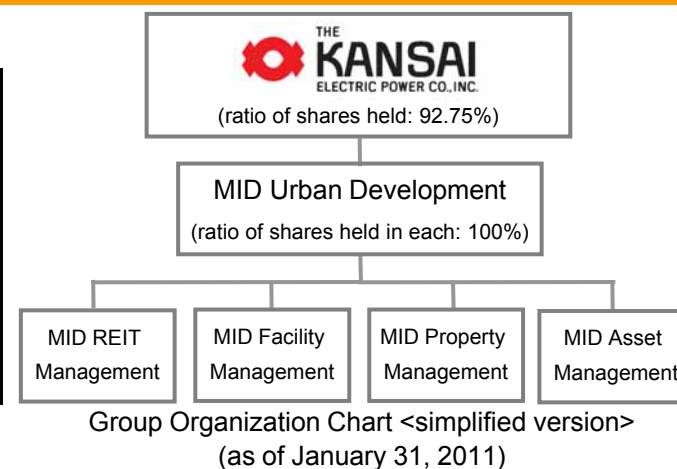 THE
KANSAI
ELECTRIC POWER CO.,INC.
(ratio of shares held: 92.75%)
MID Urban Development
(ratio of shares held in each: 100%)
MID REIT
Management
MID Facility
Management
MID Property
Management
MID Asset
Management
Group Organization Chart <simplified version>
(as of January 31, 2011)